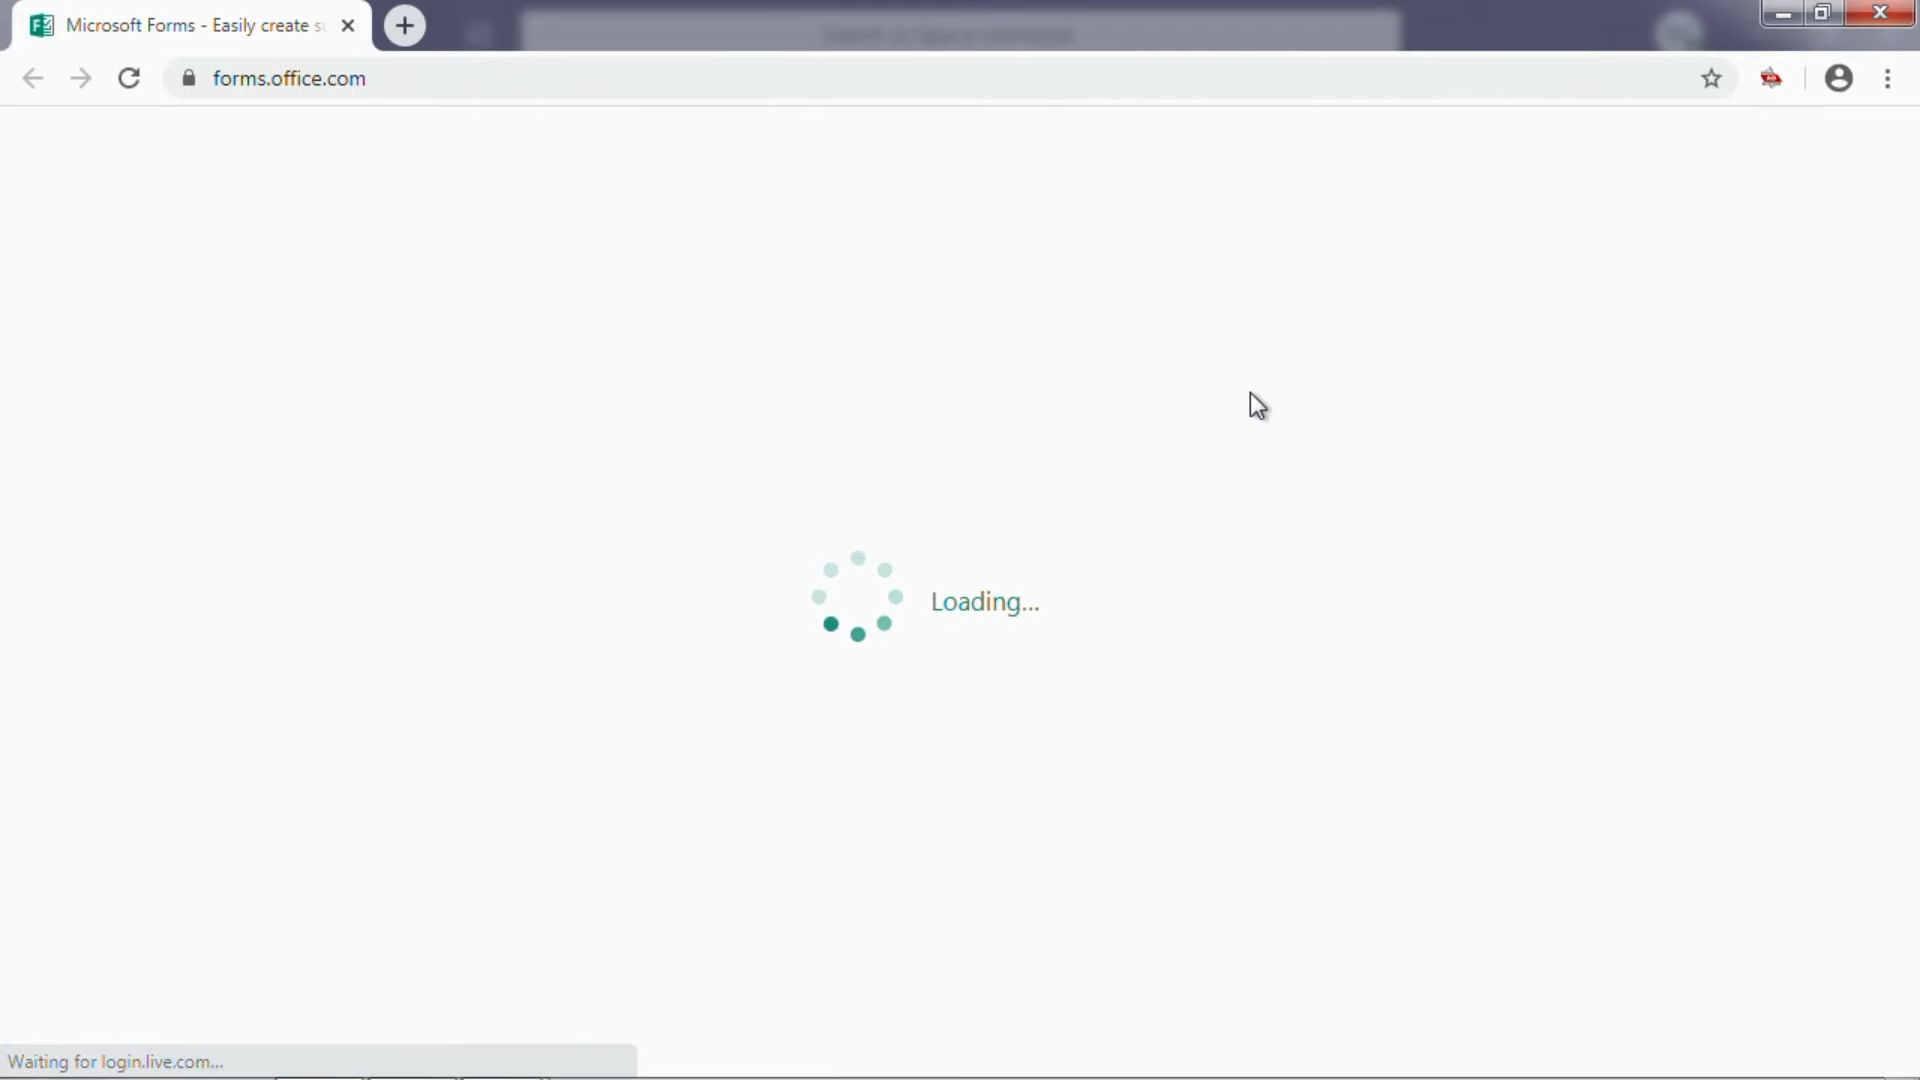 Microsoft Forms - Easily create s
forms.office.com
Loading...
Waiting for login.live.com...